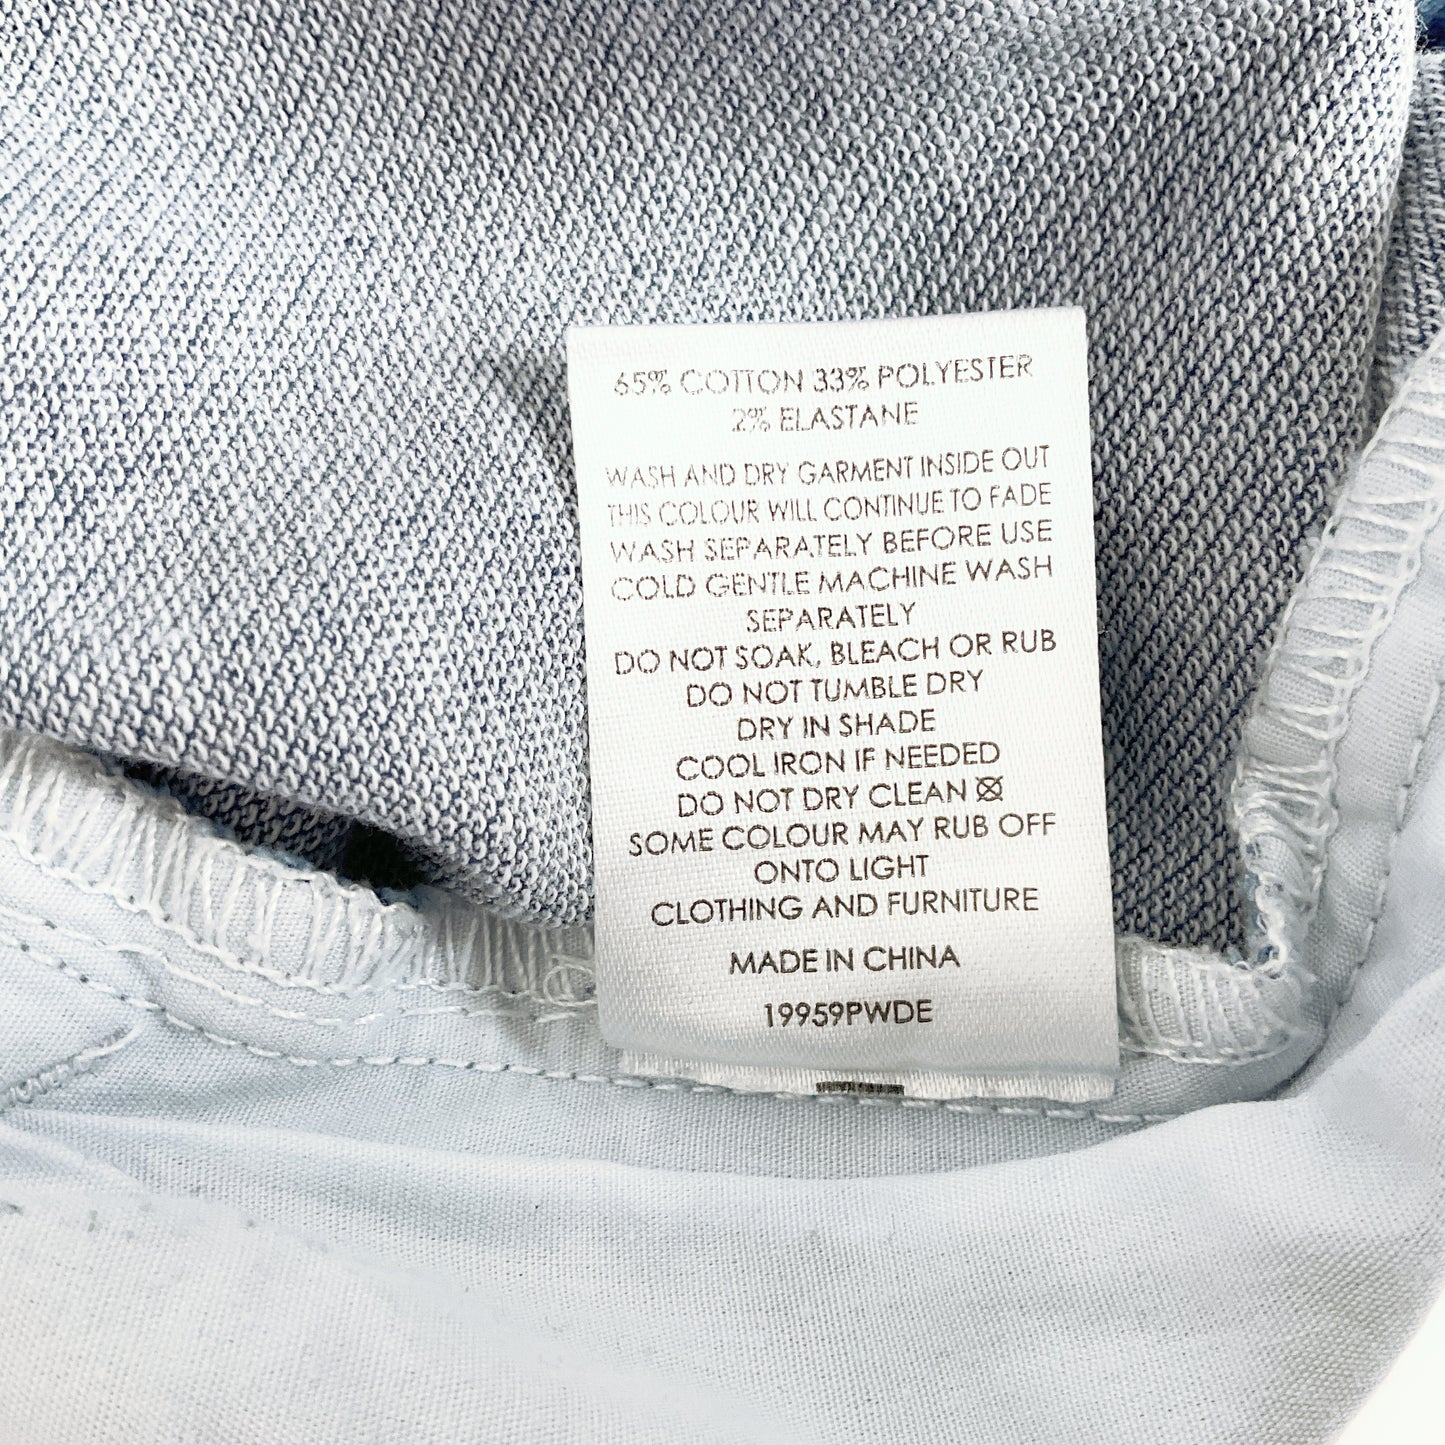 65% COTTON 33% POLYESTER
2% ELASTANE
WASH AND DRY GARMENT INSIDE OUT
THIS COLOUR WILL CONTINUE TO FADE
WASH SEPARATELY BEFORE USE
COLD GENTLE MACHINE WASH
SEPARATELY
DO NOT SOAK, BLEACH OR RUB
DO NOT TUMBLE DRY
DRY IN SHADE
COOL IRON IF NEEDED
DO NOT DRY CLEAN
SOME COLOUR MAY RUB OFF
ONTO LIGHT
CLOTHING AND FURNITURE
MADE IN CHINA
19959PWDE